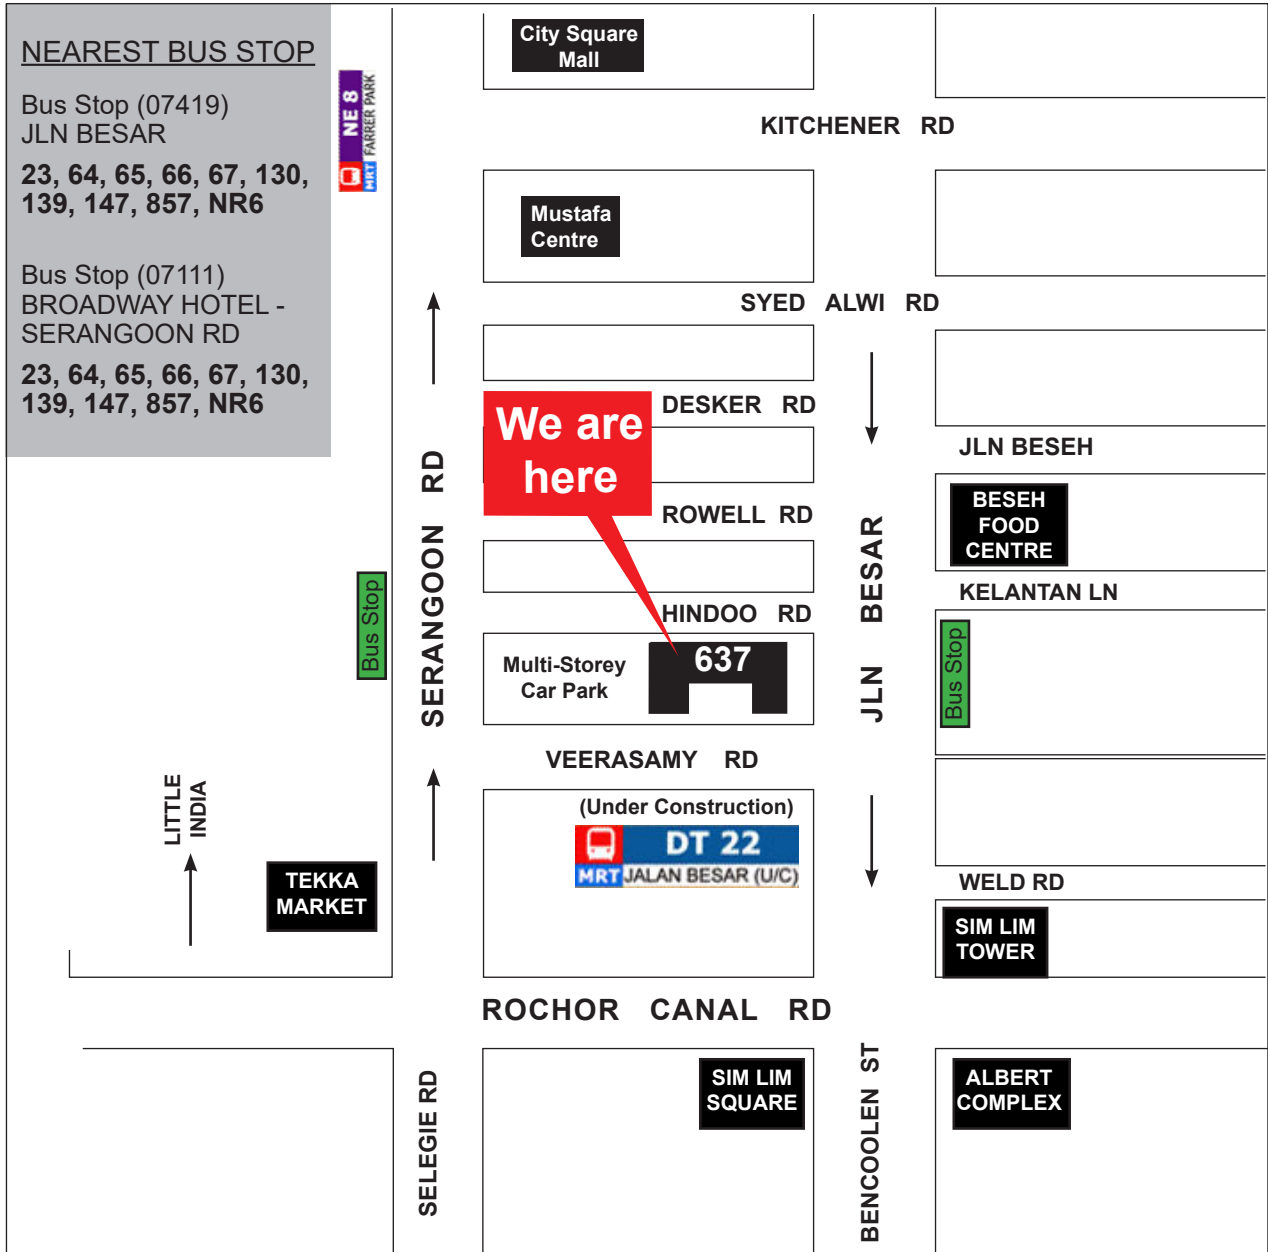 NEAREST BUS STOP
Bus Stop (07419)
JLN BESAR
23, 64, 65, 66, 67, 130,
139, 147, 857, NR6
Bus Stop (07111)
BROADWAY HOTEL -
SERANGOON RD
23, 64, 65, 66, 67, 130,
139, 147, 857, NR6
NE 8
MRT FARRER PARK
City Square
Mall
KITCHENER RD
Mustafa
Centre
SYED ALWI RD
DESKER RD
We are
here
JLN BESEH
ROWELL RD
BESEH
FOOD
CENTRE
SERANGOON RD
JLN BESAR
KELANTAN LN
HINDOO RD
Bus Stop
Bus Stop
Multi-Storey
Car Park
637
VEERASAMY RD
LITTLE
INDIA
(Under Construction)
DT 22
MRT JALAN BESAR (U/C)
TEKKA
MARKET
WELD RD
SIM LIM
TOWER
ROCHOR CANAL RD
SELEGIE RD
SIM LIM
SQUARE
BENCOOLEN ST
ALBERT
COMPLEX